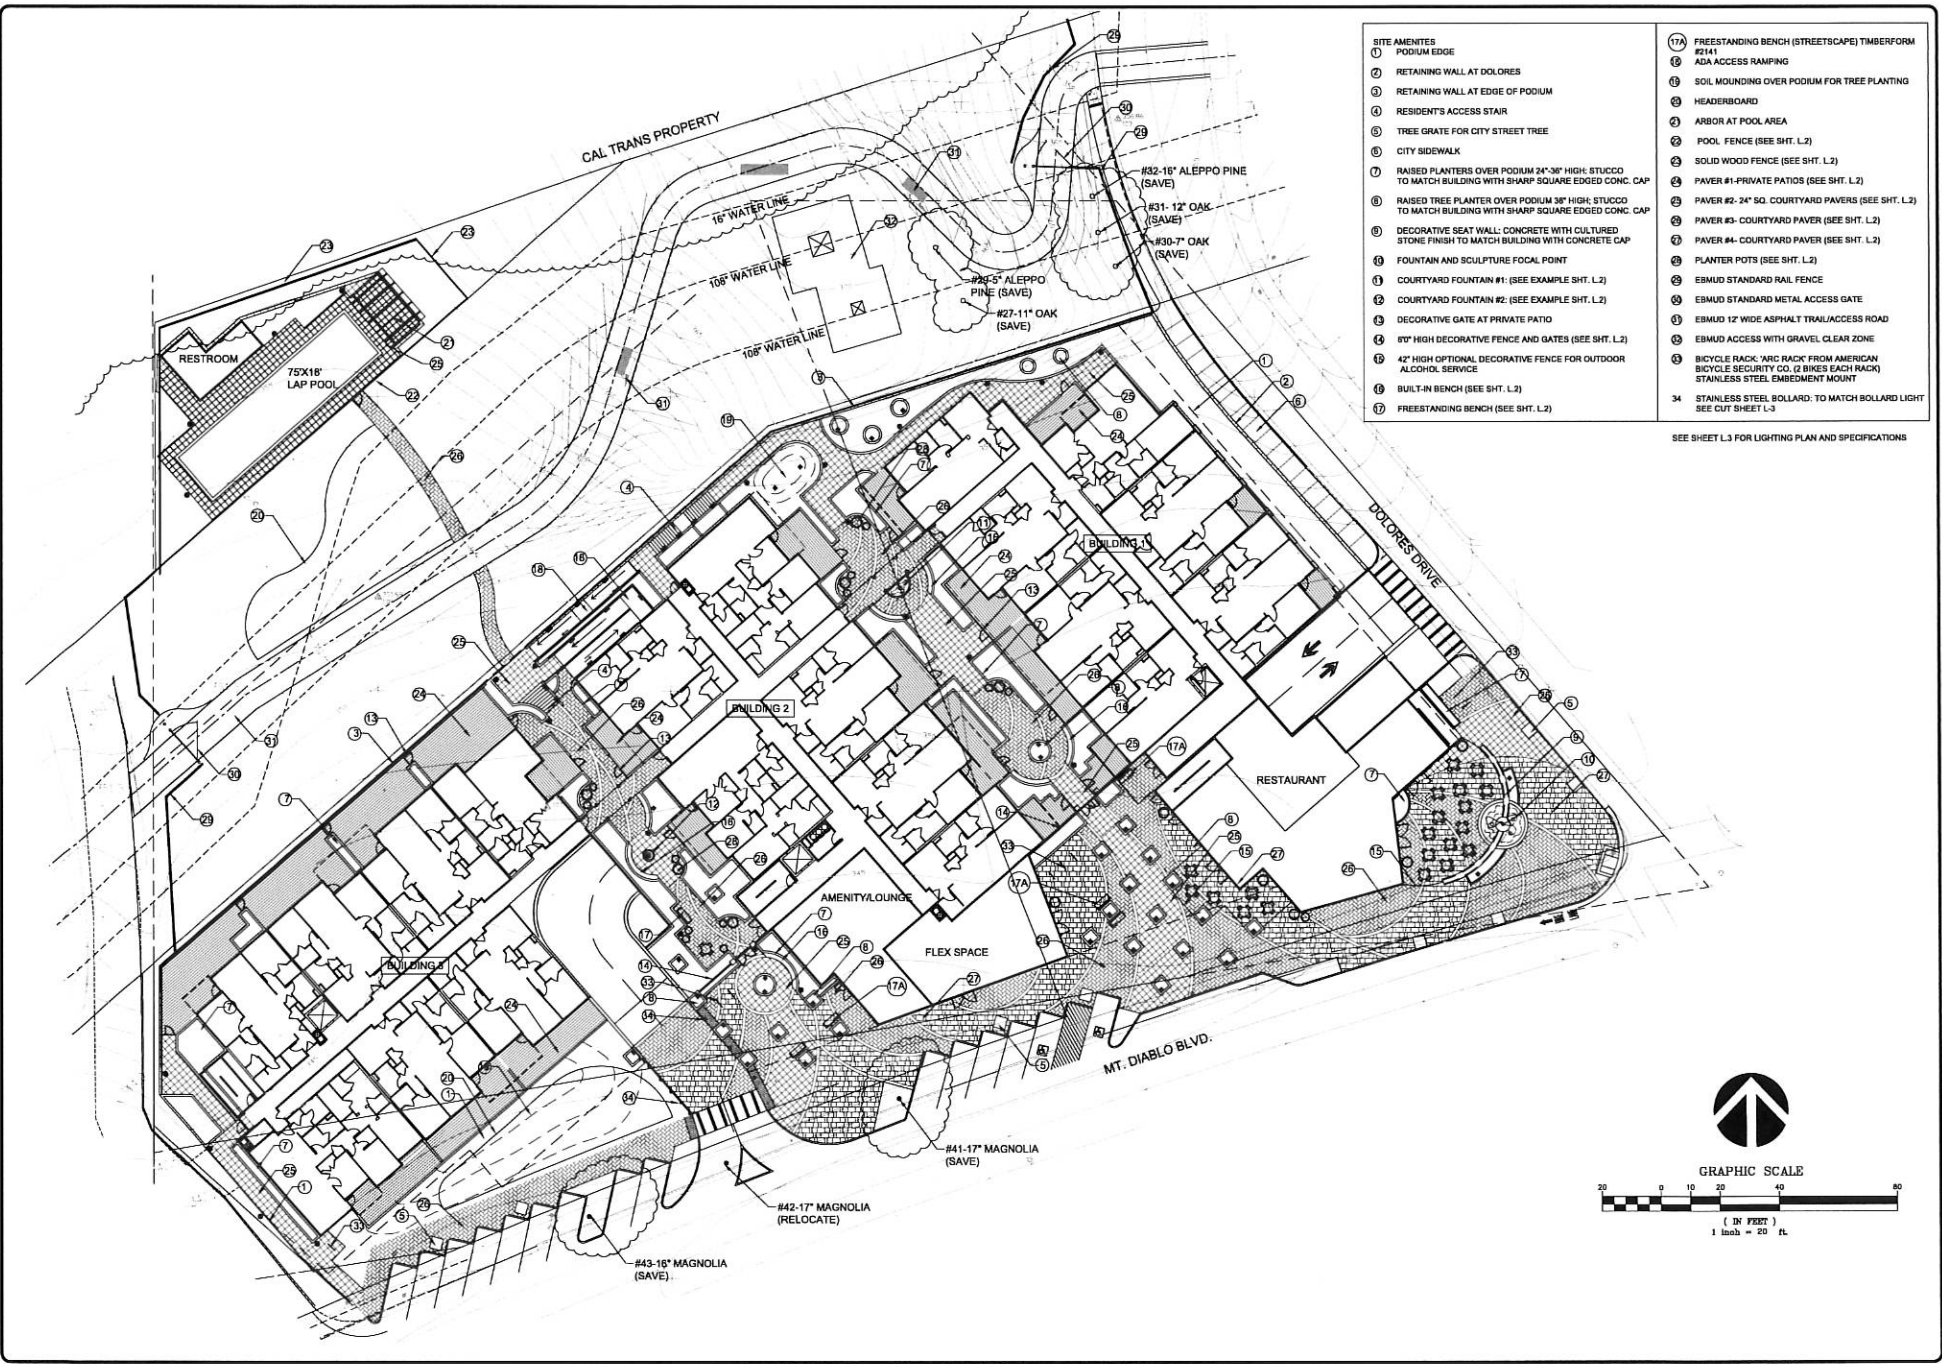 SITE AMENITES
1 PODIUM EDGE
2 RETAINING WALL AT DOLORES
3 RETAINING WALL AT EDGE OF PODIUM
4 RESIDENT'S ACCESS STAIR
5 TREE GRATE FOR CITY STREET TREE
6 CITY SIDEWALK
7 RAISED PLANTERS OVER PODIUM 24"-36" HIGH; STUCCO
TO MATCH BUILDING WITH SHARP SQUARE EDGED CONC. CAP
8 RAISED TREE PLANTER OVER PODIUM 36" HIGH; STUCCO
TO MATCH BUILDING WITH SHARP SQUARE EDGED CONC. CAP
9 DECORATIVE SEAT WALL: CONCRETE WITH CULTURED
STONE FINISH TO MATCH BUILDING WITH CONCRETE CAP
10 FOUNTAIN AND SCULPTURE FOCAL POINT
11 COURTYARD FOUNTAIN #1: (SEE EXAMPLE SHT. L.2)
12 COURTYARD FOUNTAIN #2: (SEE EXAMPLE SHT. L.2)
13 DECORATIVE GATE AT PRIVATE PATIO
14 6'0" HIGH DECORATIVE FENCE AND GATES (SEE SHT. L.2)
15 42" HIGH OPTIONAL DECORATIVE FENCE FOR OUTDOOR
ALCOHOL SERVICE
16 BUILT-IN BENCH (SEE SHT. L.2)
17 FREESTANDING BENCH (SEE SHT. L.2)
17A FREESTANDING BENCH (STREETSCAPE) TIMBERFORM
#2141
18 ADA ACCESS RAMPING
19 SOIL MOUNDING OVER PODIUM FOR TREE PLANTING
20 HEADERBOARD
21 ARBOR AT POOL AREA
22 POOL FENCE (SEE SHT. L.2)
23 SOLID WOOD FENCE (SEE SHT. L.2)
24 PAVER #1-PRIVATE PATIOS (SEE SHT. L.2)
25 PAVER #2- 24" SQ. COURTYARD PAVERS (SEE SHT. L.2)
26 PAVER #3- COURTYARD PAVER (SEE SHT. L.2)
27 PAVER #4- COURTYARD PAVER (SEE SHT. L.2)
28 PLANTER POTS (SEE SHT. L.2)
29 EBMUD STANDARD RAIL FENCE
30 EBMUD STANDARD METAL ACCESS GATE
31 EBMUD 12' WIDE ASPHALT TRAIL/ACCESS ROAD
32 EBMUD ACCESS WITH GRAVEL CLEAR ZONE
33 BICYCLE RACK: 'ARC RACK' FROM AMERICAN
BICYCLE SECURITY CO. (2 BIKES EACH RACK)
STAINLESS STEEL EMBEDMENT MOUNT
34 STAINLESS STEEL BOLLARD: TO MATCH BOLLARD LIGHT
SEE CUT SHEET L-3
SEE SHEET L.3 FOR LIGHTING PLAN AND SPECIFICATIONS
CAL TRANS PROPERTY
16" WATER LINE
108" WATER LINE
108" WATER LINE
#32-16" ALEPPO PINE
(SAVE)
#31- 12" OAK
(SAVE)
#30-7" OAK
(SAVE)
#29-5" ALEPPO
PINE (SAVE)
#27-11" OAK
(SAVE)
RESTROOM
75'X18'
LAP POOL
DOLORES DRIVE
BUILDING 1
BUILDING 2
BUILDING 3
RESTAURANT
AMENITY/LOUNGE
FLEX SPACE
MT. DIABLO BLVD.
#41-17" MAGNOLIA
(SAVE)
#42-17" MAGNOLIA
(RELOCATE)
#43-16" MAGNOLIA
(SAVE)
GRAPHIC SCALE
20 0 10 20 40 80
( IN FEET )
1 inch = 20 ft.